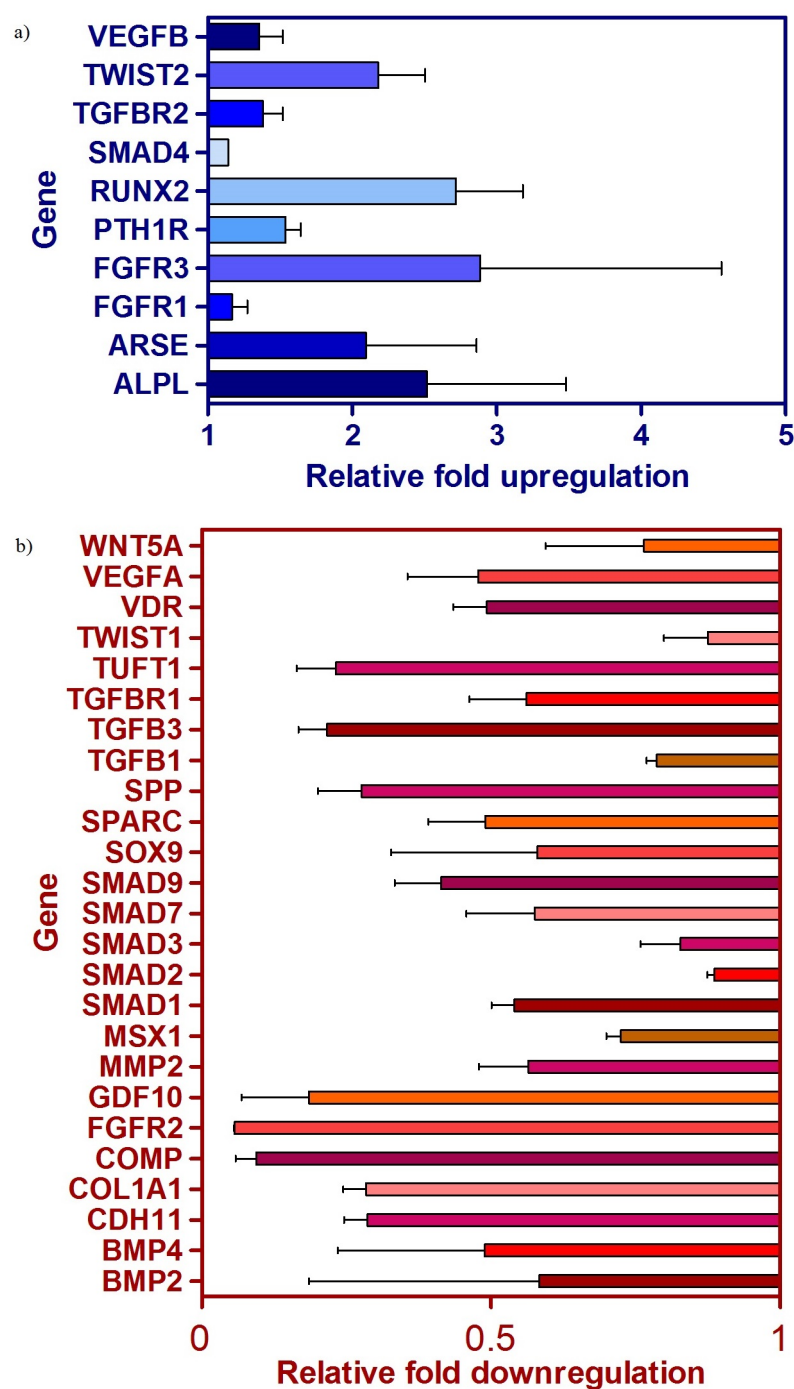 a)
VEGFB
TWIST2
TGFBR2
SMAD4
RUNX2
PTH1R
FGFR3
FGFR1
ARSE
ALPL
Gene
1 2 3 4 5
Relative fold upregulation
b)
WNT5A
VEGFA
VDR
TWIST1
TUFT1
TGFBR1
TGFB3
TGFB1
SPP
SPARC
SOX9
SMAD9
SMAD7
SMAD3
SMAD2
SMAD1
MSX1
MMP2
GDF10
FGFR2
COMP
COL1A1
CDH11
BMP4
BMP2
Gene
0 0.5 1
Relative fold downregulation